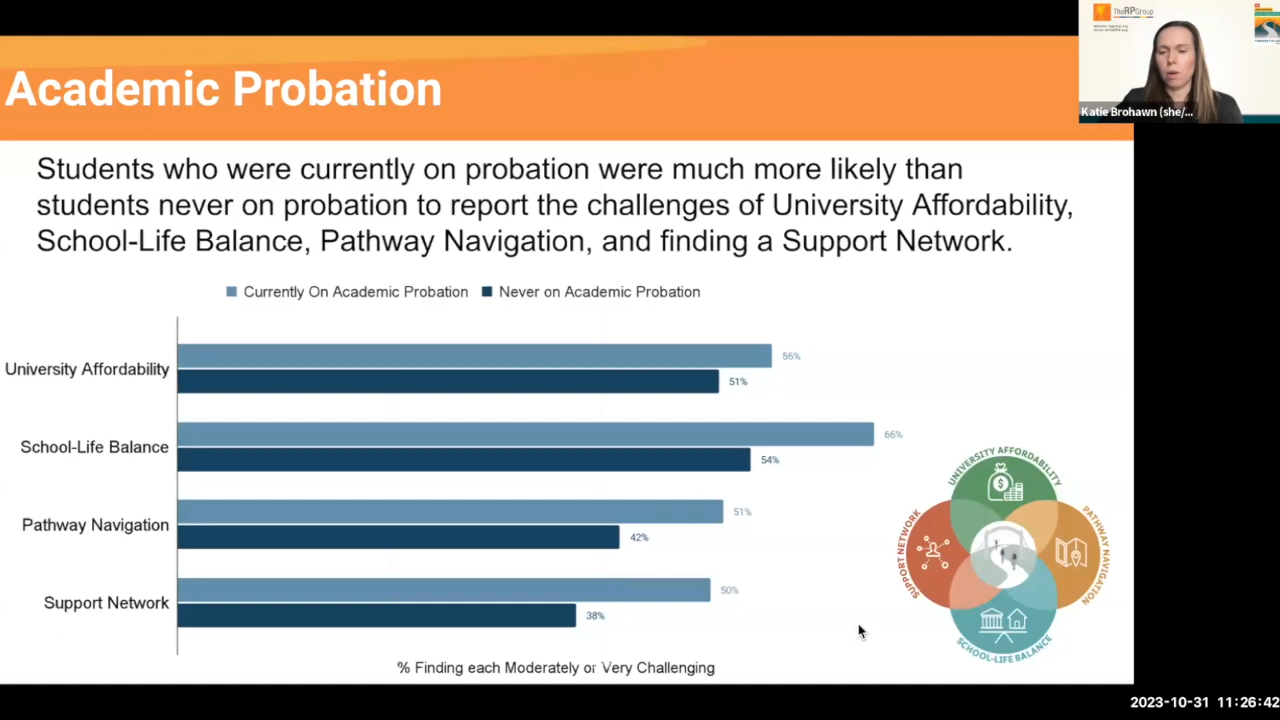 TheRPGroup
Katie Brohawn (she/...
Academic Probation
Students who were currently on probation were much more likely than
students never on probation to report the challenges of University Affordability,
School-Life Balance, Pathway Navigation, and finding a Support Network.
Currently On Academic Probation
Never on Academic Probation
University Affordability
56%
51%
School-Life Balance
66%
54%
Pathway Navigation
51%
42%
Support Network
50%
38%
% Finding each Moderately or Very Challenging
UNIVERSITY AFFORDABILITY
SUPPORT NETWORK
PATHWAY NAVIGATION
SCHOOL-LIFE BALANCE
2023-10-31 11:26:42